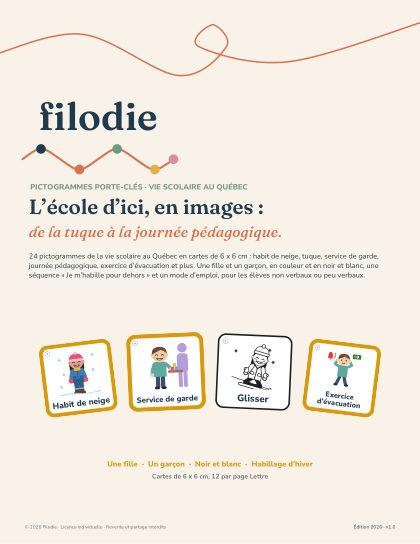 filodie
PICTOGRAMMES PORTE-CLÉS · VIE SCOLAIRE AU QUÉBEC
L’école d’ici, en images :
de la tuque à la journée pédagogique.
24 pictogrammes de la vie scolaire au Québec en cartes de 6 x 6 cm : habit de neige, tuque, service de garde,
journée pédagogique, exercice d’évacuation et plus. Une fille et un garçon, en couleur et en noir et blanc, une
séquence « Je m’habille pour dehors » et un mode d’emploi, pour les élèves non verbaux ou peu verbaux.
Habit de neige
Service de garde
Glisser
Exercice
d’évacuation
Une fille · Un garçon · Noir et blanc · Habillage d’hiver
Cartes de 6 x 6 cm, 12 par page Lettre
© 2026 Filodie · Licence individuelle · Revente et partage interdits
Édition 2026 · v1.0